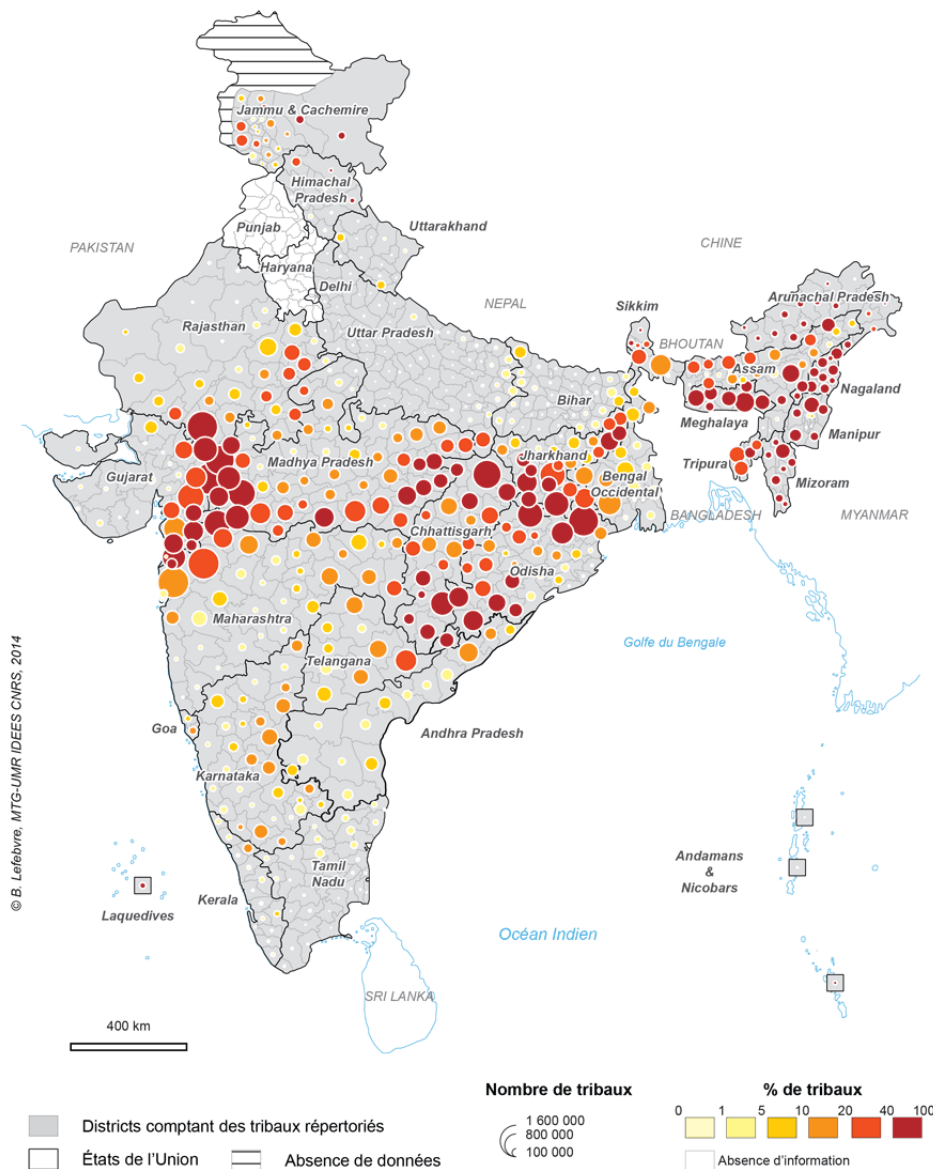 Jammu & Cachemire
Himachal
Pradesh
Uttarakhand
Punjab
PAKISTAN
CHINE
Haryana
Delhi
NEPAL
Sikkim
Arunachal Pradesh
Rajasthan
Uttar Pradesh
BHOUTAN
Assam
Nagaland
Bihar
Meghalaya
Manipur
Jharkhand
Madhya Pradesh
Tripura
Gujarat
Bengal
Occidental
Mizoram
BANGLADESH
MYANMAR
Chhattisgarh
Odisha
Maharashtra
Golfe du Bengale
Telangana
Goa
Andhra Pradesh
Karnataka
Tamil
Nadu
Andamans
&
Nicobars
Kerala
Laquedives
Océan Indien
SRI LANKA
© B. Lefebvre, MTG-UMR IDEES CNRS, 2014
400 km
Nombre de tribaux
1 600 000
800 000
100 000
% de tribaux
0 1 5 10 20 40 100
Districts comptant des tribaux répertoriés
États de l'Union
Absence de données
Absence d'information